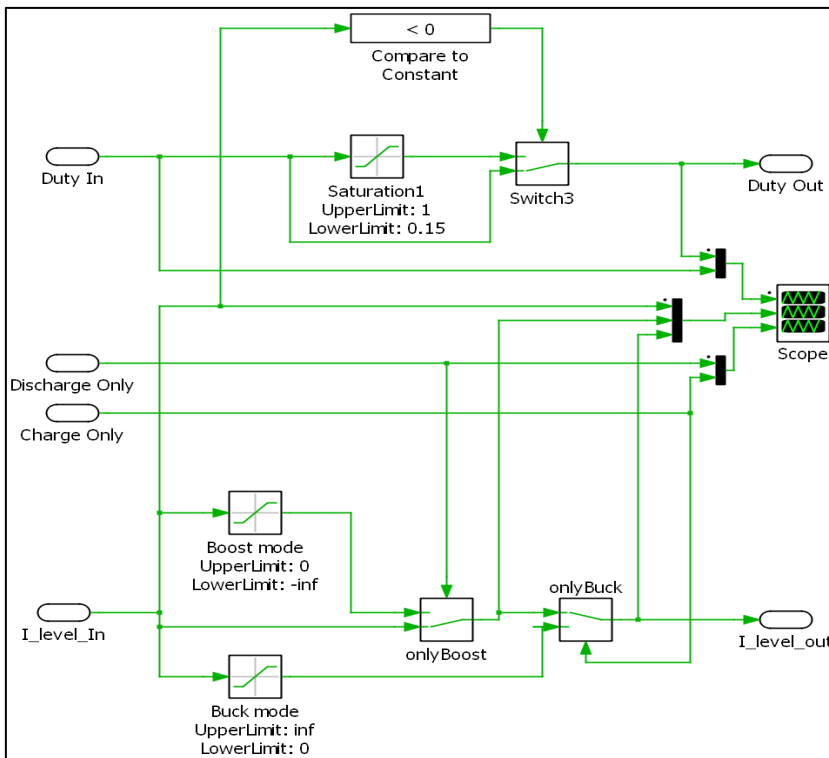 < 0
Compare to
Constant
Duty In
Saturation1
UpperLimit: 1
LowerLimit: 0.15
Switch3
Duty Out
Scope
Discharge Only
Charge Only
Boost mode
UpperLimit: 0
LowerLimit: -inf
onlyBuck
I_level_In
onlyBoost
I_level_out
Buck mode
UpperLimit: inf
LowerLimit: 0